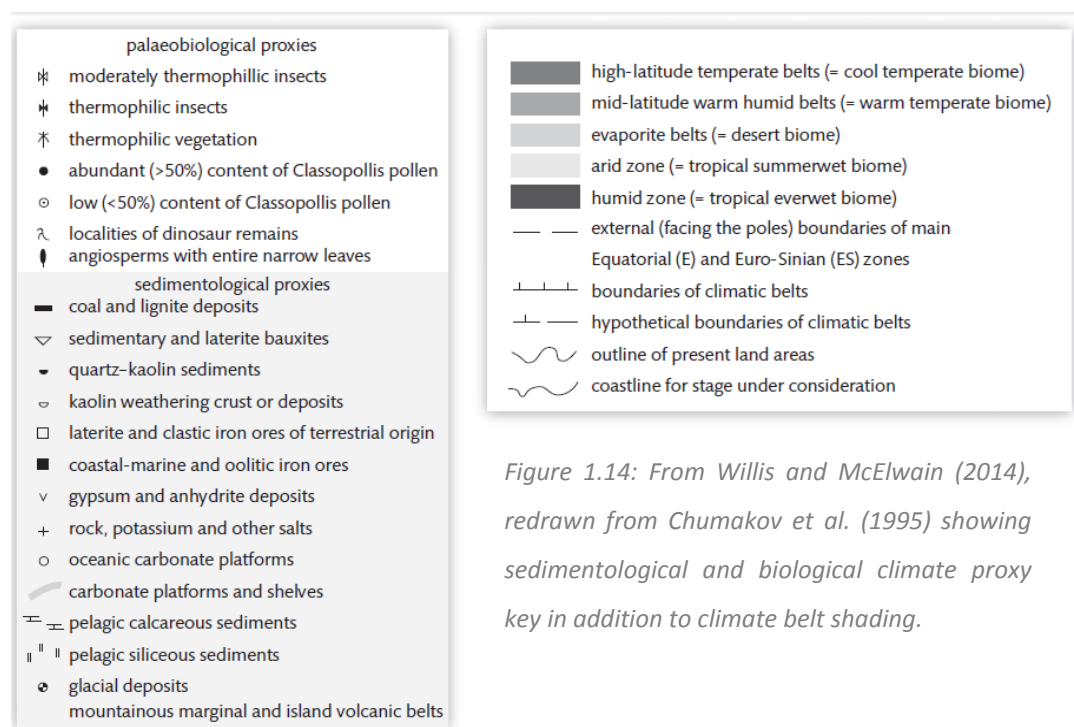 palaeobiological proxies
moderately thermophillic insects
thermophilic insects
thermophilic vegetation
abundant (>50%) content of Classopollis pollen
low (<50%) content of Classopollis pollen
localities of dinosaur remains
angiosperms with entire narrow leaves
sedimentological proxies
coal and lignite deposits
sedimentary and laterite bauxites
quartz–kaolin sediments
kaolin weathering crust or deposits
laterite and clastic iron ores of terrestrial origin
coastal-marine and oolitic iron ores
gypsum and anhydrite deposits
rock, potassium and other salts
oceanic carbonate platforms
carbonate platforms and shelves
pelagic calcareous sediments
pelagic siliceous sediments
glacial deposits
mountainous marginal and island volcanic belts
high-latitude temperate belts (= cool temperate biome)
mid-latitude warm humid belts (= warm temperate biome)
evaporite belts (= desert biome)
arid zone (= tropical summerwet biome)
humid zone (= tropical everwet biome)
external (facing the poles) boundaries of main
Equatorial (E) and Euro-Sinian (ES) zones
boundaries of climatic belts
hypothetical boundaries of climatic belts
outline of present land areas
coastline for stage under consideration
Figure 1.14: From Willis and McElwain (2014),
redrawn from Chumakov et al. (1995) showing
sedimentological and biological climate proxy
key in addition to climate belt shading.